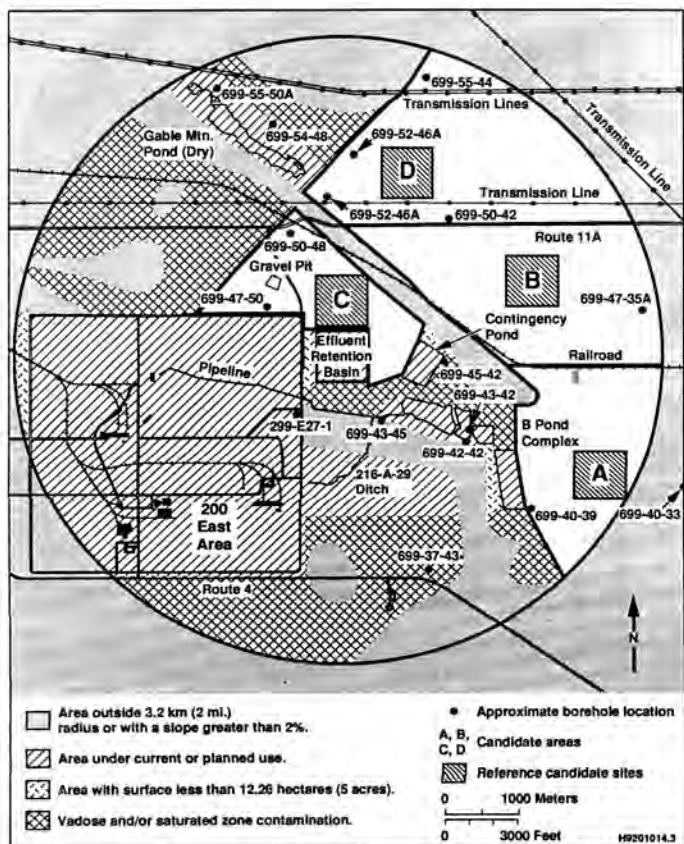 699-55-50A
699-55-44
Transmission Lines
699-54-48
Gable Mtn.
Pond (Dry)
699-52-46A
Transmission Line
D
Transmission Line
699-52-46A
699-50-42
699-50-48
Route 11A
Gravel Pit
B
699-47-50
C
699-47-35A
Contingency
Pond
Effluent
Retention
Basin
Railroad
Pipeline
699-45-42
699-43-42
299-E27-1
699-43-45
B Pond
Complex
699-42-42
216-A-29
Ditch
A
200
East
Area
699-40-39
699-40-33
699-37-43
Route 4
N
Area outside 3.2 km (2 mi.)
radius or with a slope greater than 2%.
Area under current or planned use.
Area with surface less than 12.26 hectares (5 acres).
Vadose and/or saturated zone contamination.
Approximate borehole location
A, B,
C, D
Candidate areas
Reference candidate sites
0 1000 Meters
0 3000 Feet
H9201014.3